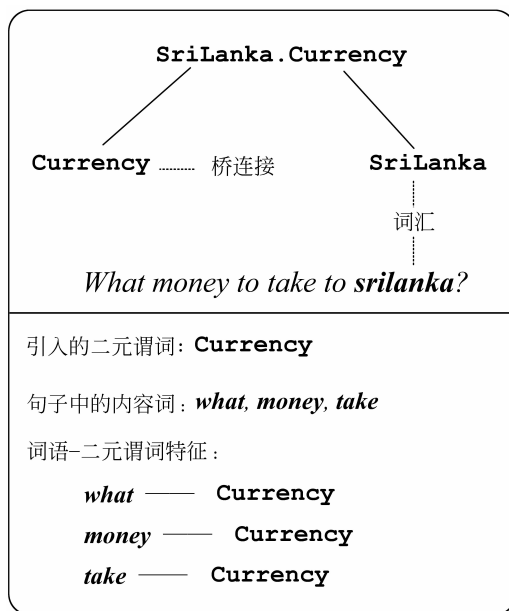 SriLanka.Currency
Currency 桥连接 SriLanka
词汇
What money to take to srilanka?
引入的二元谓词: Currency
句子中的内容词: what, money, take
词语-二元谓词特征:
what —— Currency
money —— Currency
take —— Currency